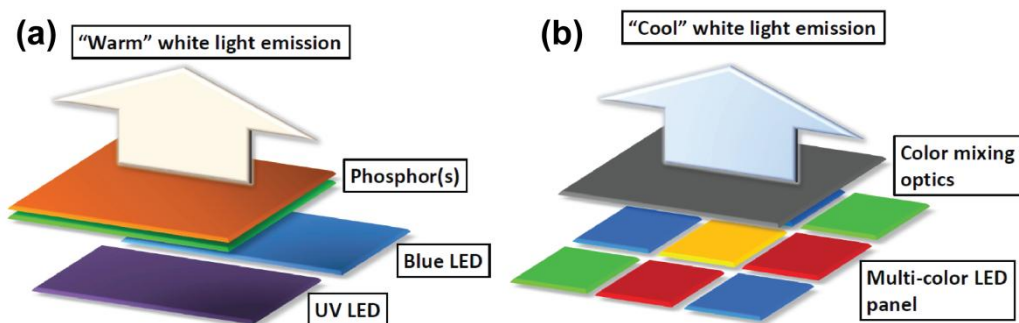 (a)
“Warm” white light emission
Phosphor(s)
Blue LED
UV LED
(b)
“Cool” white light emission
Color mixing
optics
Multi-color LED
panel